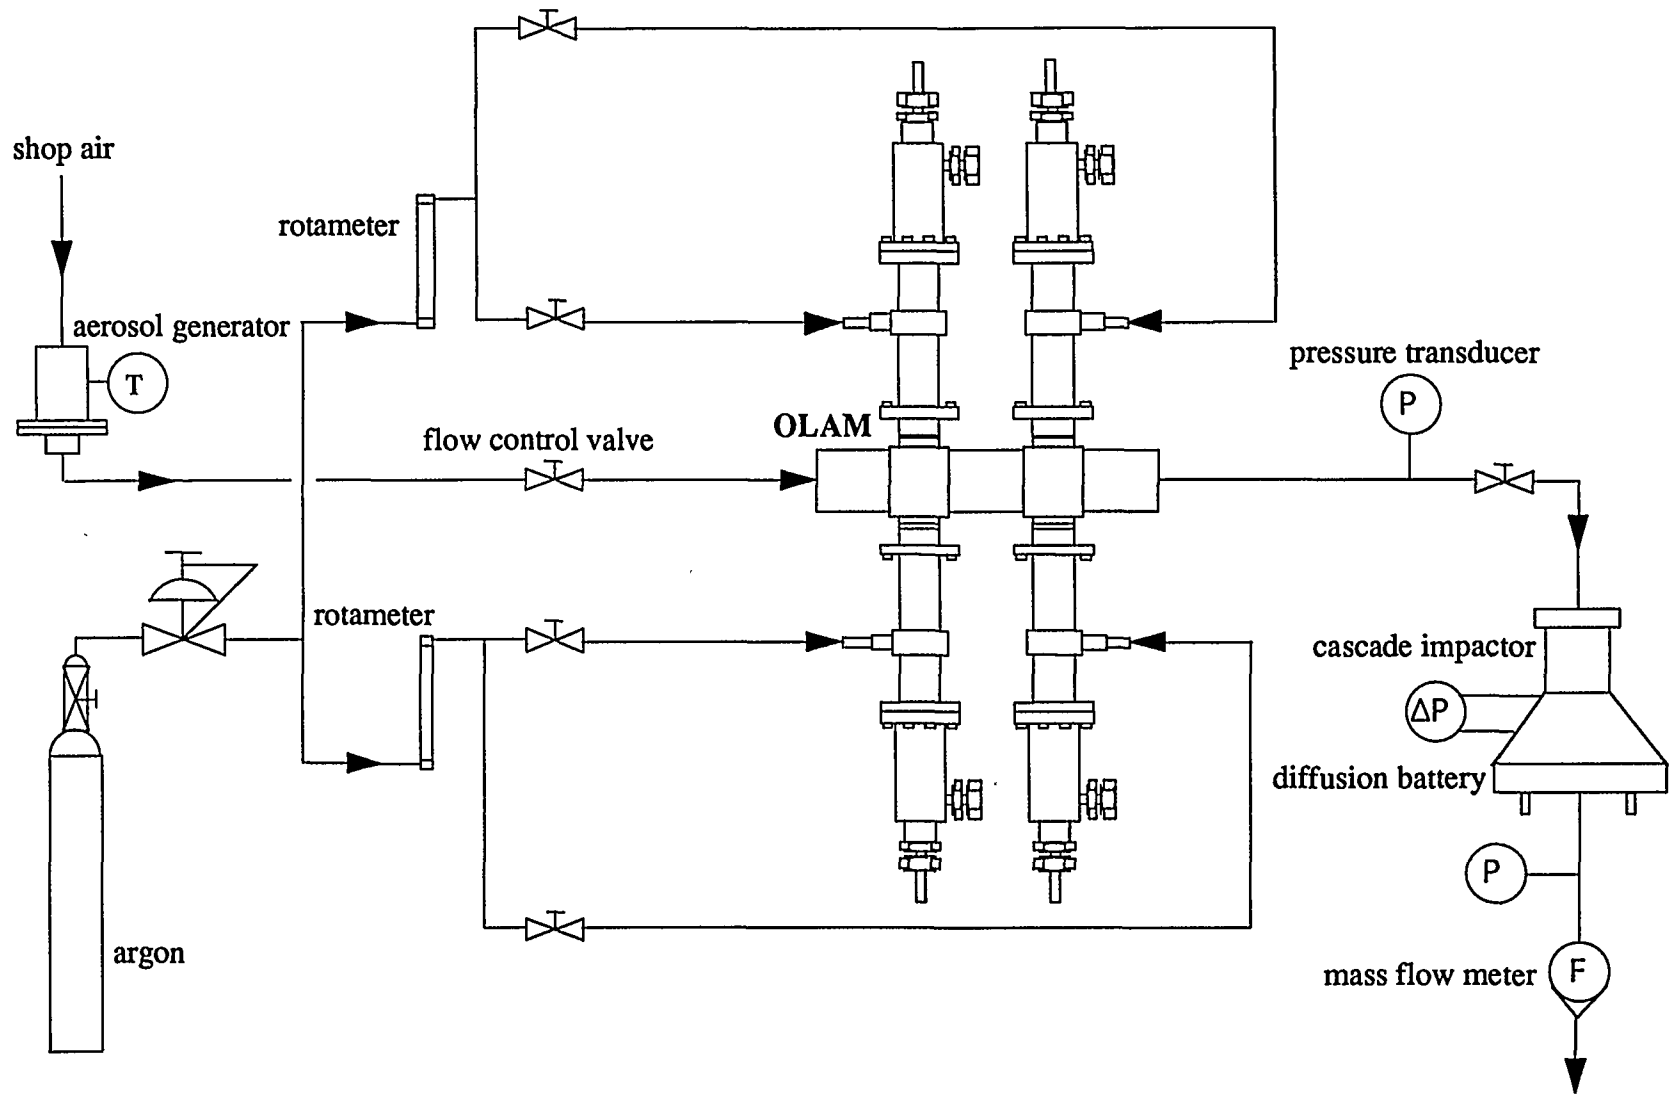 shop air
rotameter
aerosol generator
T
pressure transducer
P
OLAM
flow control valve
rotameter
cascade impactor
ΔP
diffusion battery
P
argon
mass flow meter
F